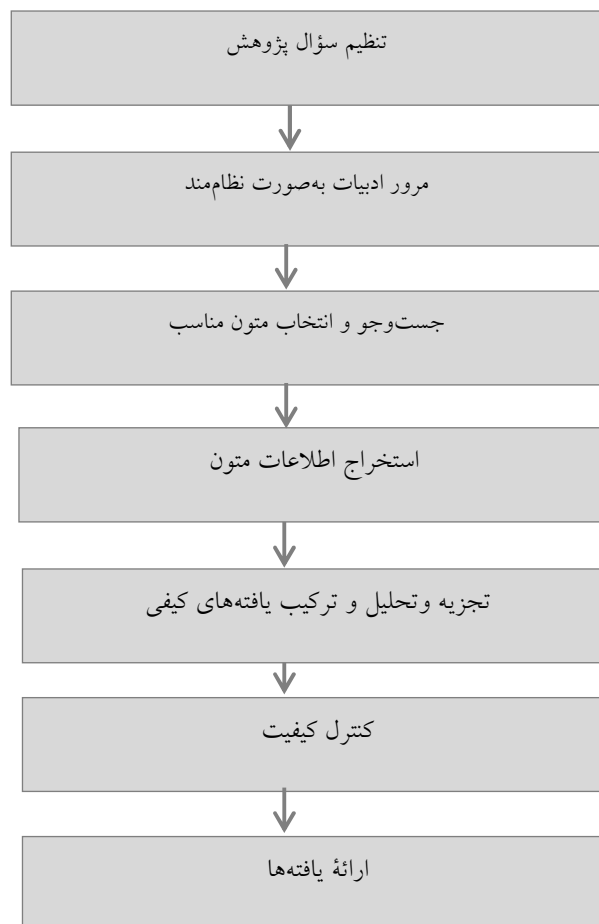 تنظیم سؤال پژوهش
مرور ادبیات به‌صورت نظام‌مند
جست‌وجو و انتخاب متون مناسب
استخراج اطلاعات متون
تجزیه وتحلیل و ترکیب یافته‌های کیفی
کنترل کیفیت
ارائهٔ یافته‌ها